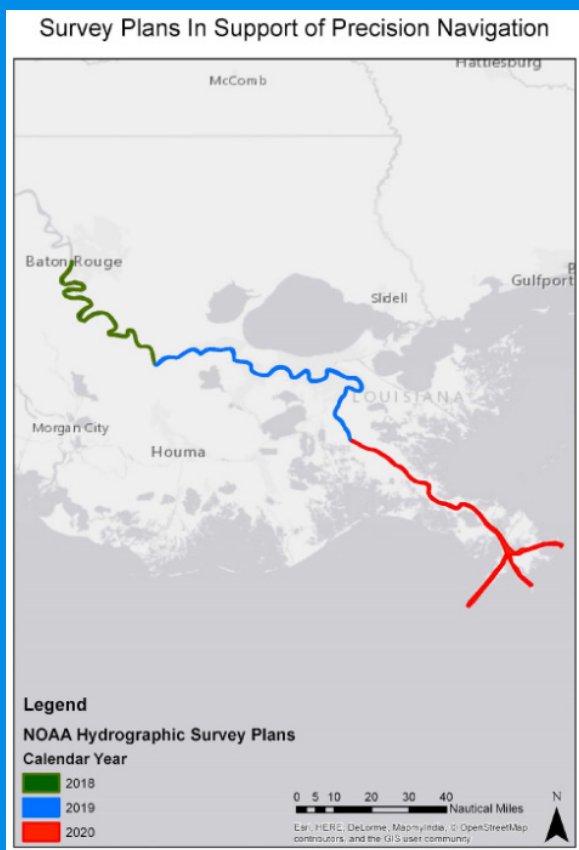 Survey Plans In Support of Precision Navigation
Hattiesburg
McComb
Baton Rouge
Gulfport
Slidell
LOUISIANA
Morgan City
Houma
Legend
NOAA Hydrographic Survey Plans
Calendar Year
2018
2019
2020
0 5 10 20 30 40
Nautical Miles
N
Esri, HERE, DeLorme, MapmyIndia, © OpenStreetMap
contributors, and the GIS user community